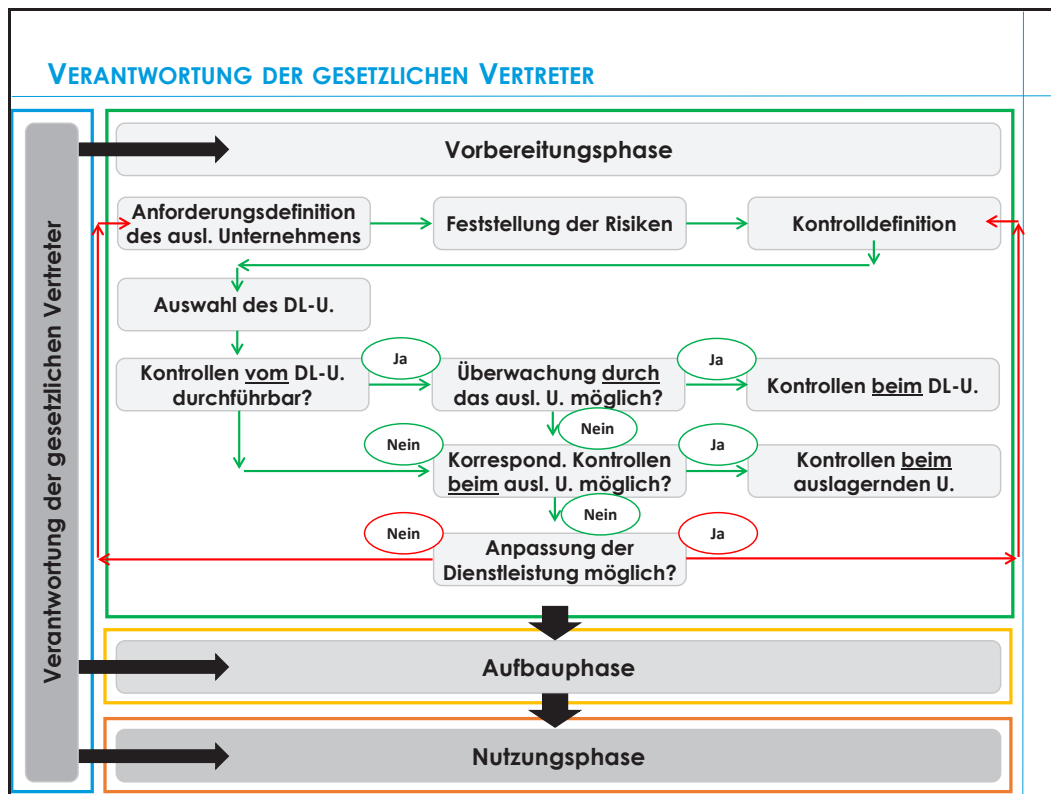 VERANTWORTUNG DER GESETZLICHEN VERTRETER
Verantwortung der gesetzlichen Vertreter
Vorbereitungsphase
Anforderungsdefinition
des ausl. Unternehmens
Feststellung der Risiken
Kontrolldefinition
Auswahl des DL-U.
Kontrollen vom DL-U.
durchführbar?
Ja
Überwachung durch
das ausl. U. möglich?
Ja
Kontrollen beim DL-U.
Nein
Nein
Korrespond. Kontrollen
beim ausl. U. möglich?
Ja
Kontrollen beim
auslagernden U.
Nein
Nein
Anpassung der
Dienstleistung möglich?
Ja
Aufbauphase
Nutzungsphase